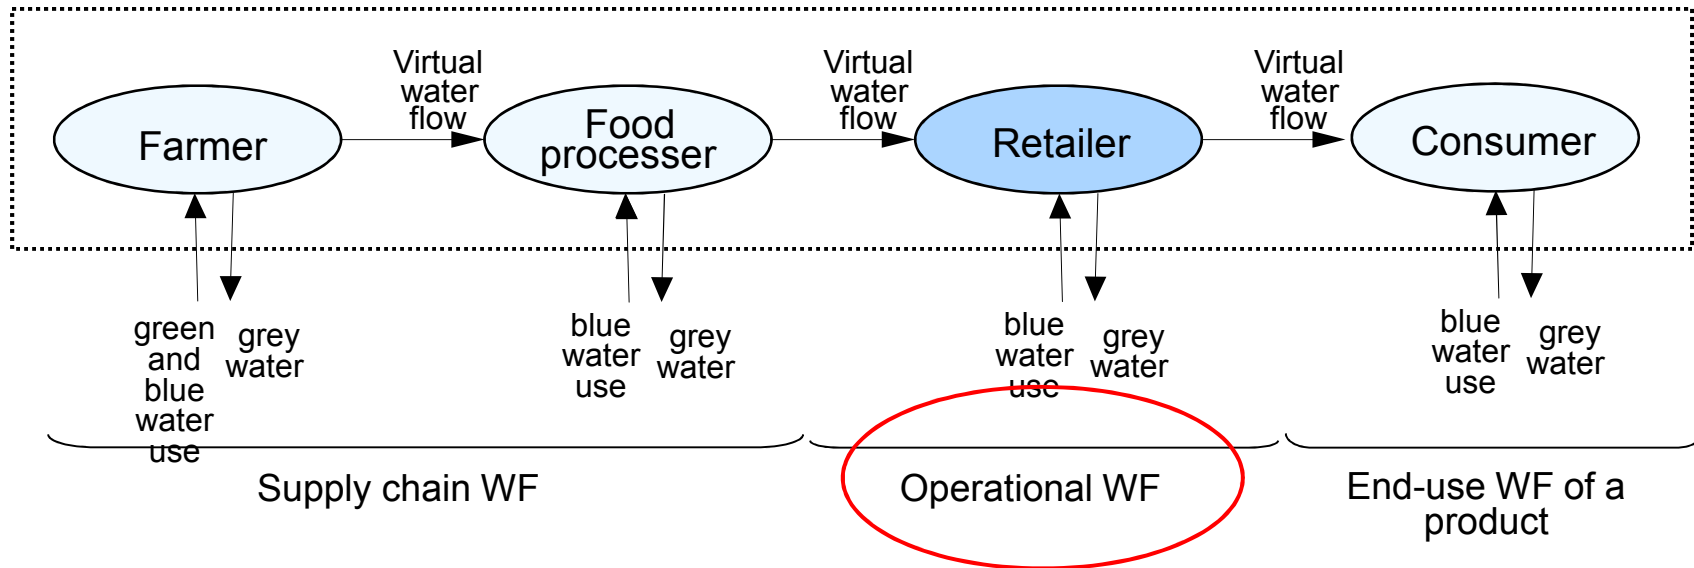 Virtual
water
flow
Virtual
water
flow
Virtual
water
flow
Farmer
Food
processer
Retailer
Consumer
green
and
blue
water
use
grey
water
blue
water
use
grey
water
blue
water
use
grey
water
blue
water
use
grey
water
Supply chain WF
Operational WF
End-use WF of a
product